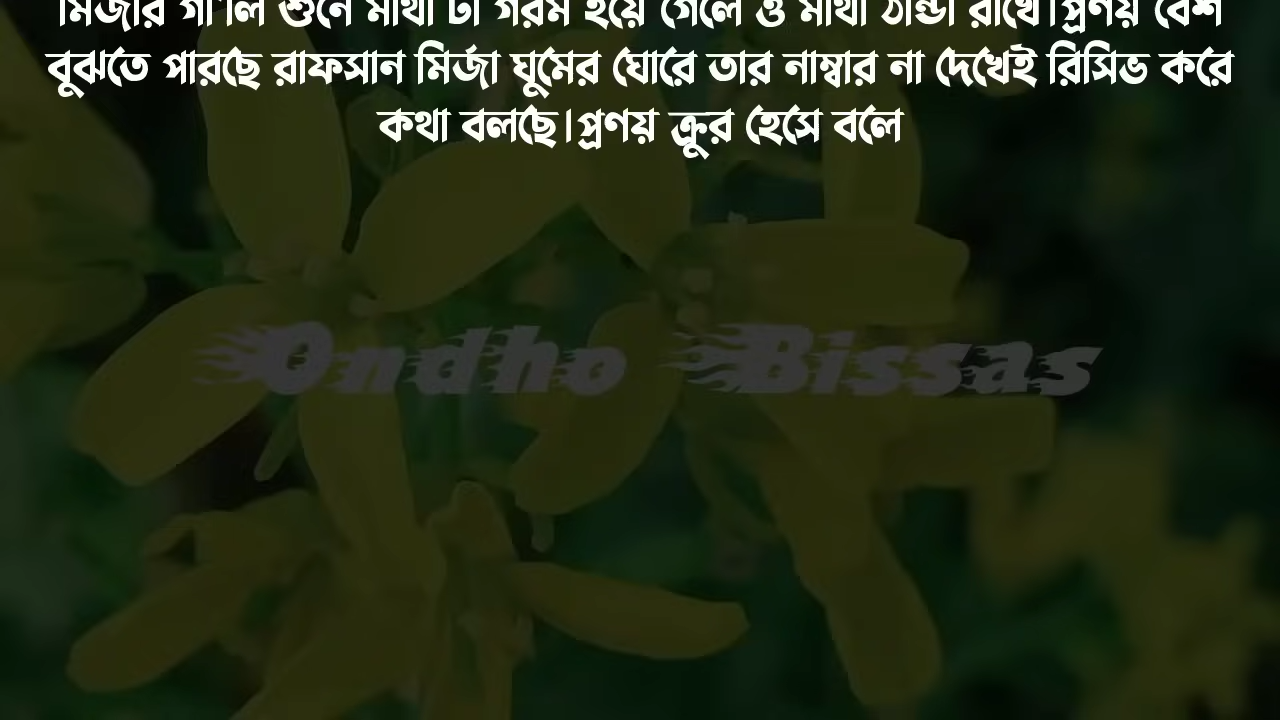 মির্জার গা'লি শুনে মাথা টা গরম হয়ে গেলে ও মাথা ঠান্ডা রাখে।প্রণয় বেশ
বুঝতে পারছে রাফসান মির্জা ঘুমের ঘোরে তার নাম্বার না দেখেই রিসিভ করে
কথা বলছে।প্রণয় ক্রুর হেসে বলে
Ondho Bissas